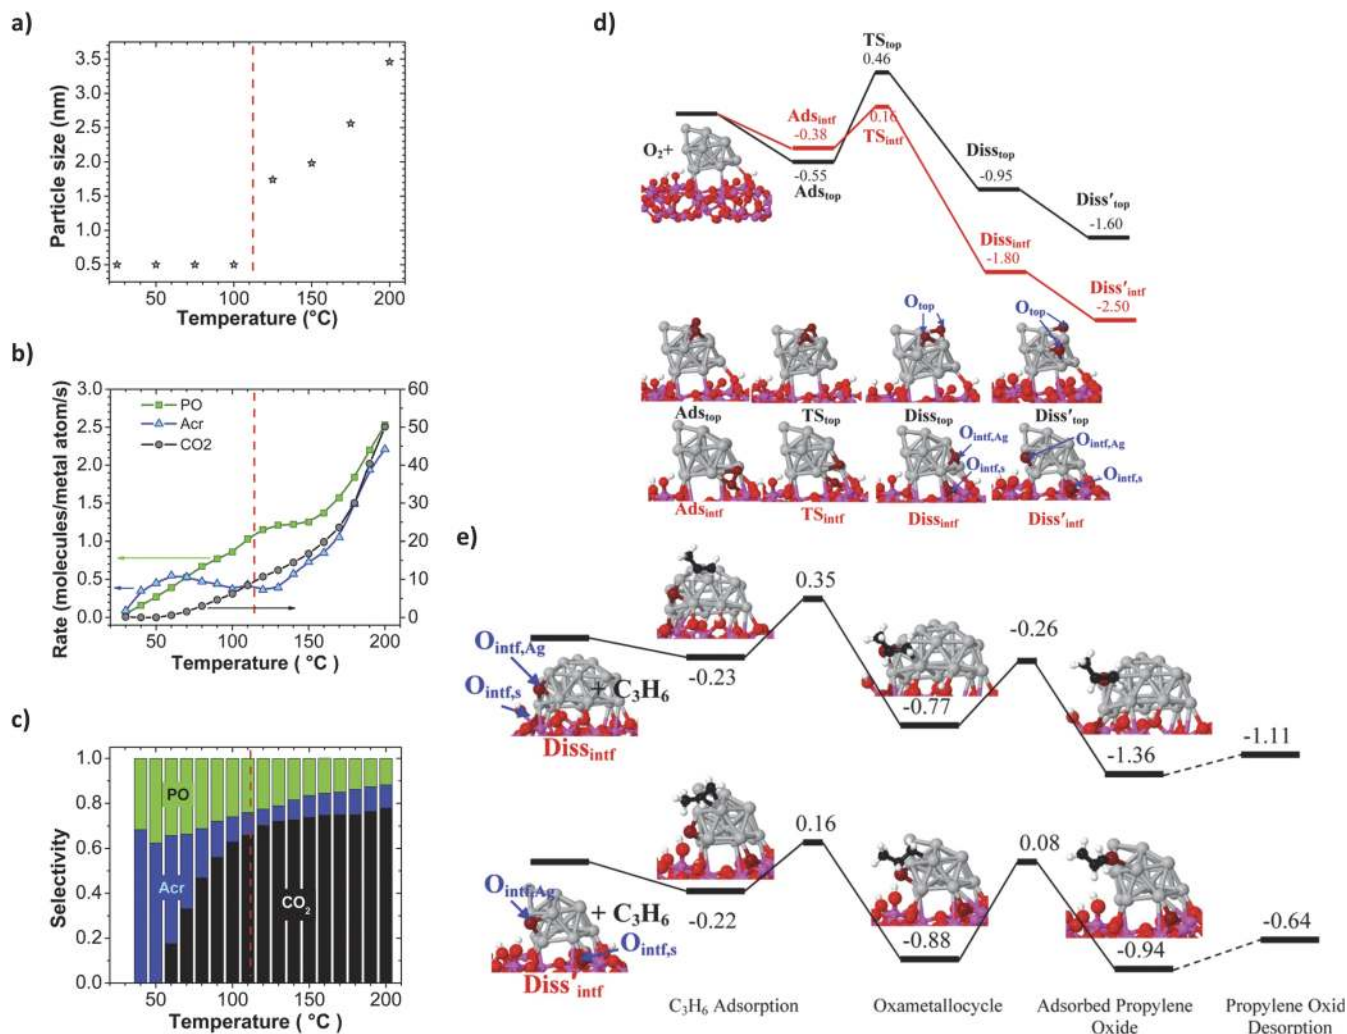 a)
3.5
3.0
2.5
2.0
1.5
1.0
0.5
Particle size (nm)
50
100
150
200
Temperature (°C)
b)
3.0
2.5
2.0
1.5
1.0
0.5
0.0
60
50
40
30
20
10
0
PO
Acr
CO2
Rate (molecules/metal atom/s)
50
100
150
200
Temperature ( °C)
c)
1.0
0.8
0.6
0.4
0.2
0.0
Selectivity
PO
Acr
CO₂
50
100
150
200
Temperature ( °C)
d)
TStop
0.46
Adsintf
-0.38
0.16
TSintf
O₂+
-0.55
Adstop
Disstop
-0.95
Diss'top
-1.60
Dissintf
-1.80
Diss'intf
-2.50
Otop
Otop
Adstop
TStop
Disstop
Diss'top
Ointf,Ag
Ointf,Ag
Ointf,s
Ointf,s
Adsintf
TSintf
Dissintf
Diss'intf
e)
0.35
-0.26
Ointf,Ag
+ C₃H₆
Ointf,s
-0.23
-0.77
-1.36
-1.11
Dissintf
0.16
0.08
Ointf,Ag
+ C₃H₆
Ointf,s
-0.22
-0.88
-0.94
-0.64
Diss'intf
C₃H₆ Adsorption
Oxametallocycle
Adsorbed Propylene
Oxide
Propylene Oxid
Desorption